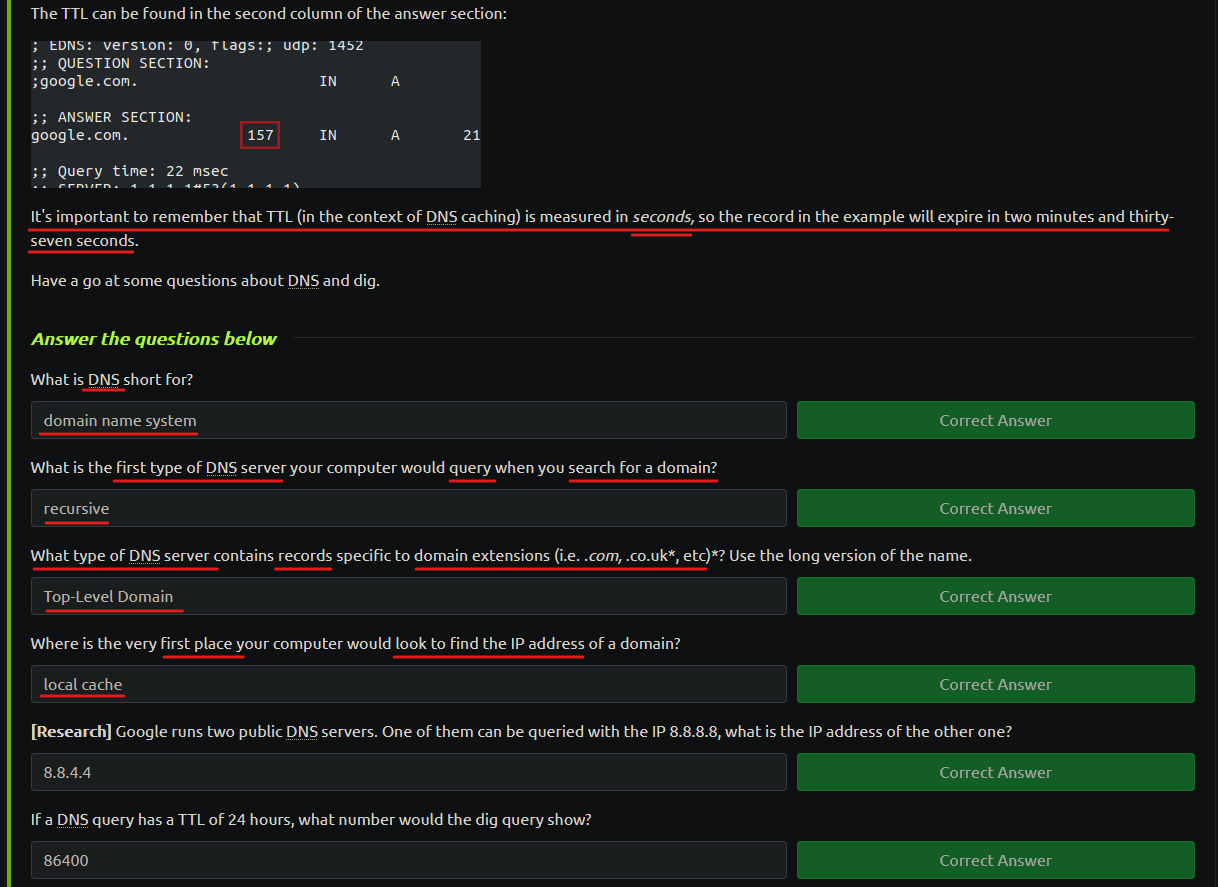 The TTL can be found in the second column of the answer section:
; EDNS: version: 0, flags:; udp: 1452
;; QUESTION SECTION:
;google.com. IN A
;; ANSWER SECTION:
google.com. 157 IN A 21
;; Query time: 22 msec
;; SERVER: 1.1.1.1#53(1.1.1.1)
It's important to remember that TTL (in the context of DNS caching) is measured in seconds, so the record in the example will expire in two minutes and thirty-
seven seconds.
Have a go at some questions about DNS and dig.
Answer the questions below
What is DNS short for?
domain name system Correct Answer
What is the first type of DNS server your computer would query when you search for a domain?
recursive Correct Answer
What type of DNS server contains records specific to domain extensions (i.e. .com, .co.uk*, etc)*? Use the long version of the name.
Top-Level Domain Correct Answer
Where is the very first place your computer would look to find the IP address of a domain?
local cache Correct Answer
[Research] Google runs two public DNS servers. One of them can be queried with the IP 8.8.8.8, what is the IP address of the other one?
8.8.4.4 Correct Answer
If a DNS query has a TTL of 24 hours, what number would the dig query show?
86400 Correct Answer